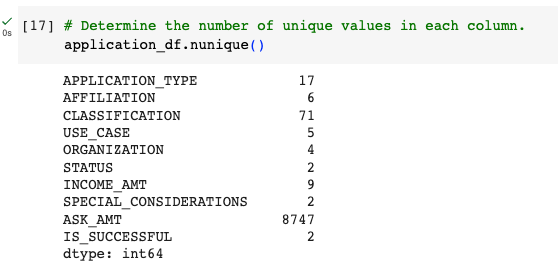 [17] # Determine the number of unique values in each column.
0s
application_df.nunique()
APPLICATION_TYPE 17
AFFILIATION 6
CLASSIFICATION 71
USE_CASE 5
ORGANIZATION 4
STATUS 2
INCOME_AMT 9
SPECIAL_CONSIDERATIONS 2
ASK_AMT 8747
IS_SUCCESSFUL 2
dtype: int64